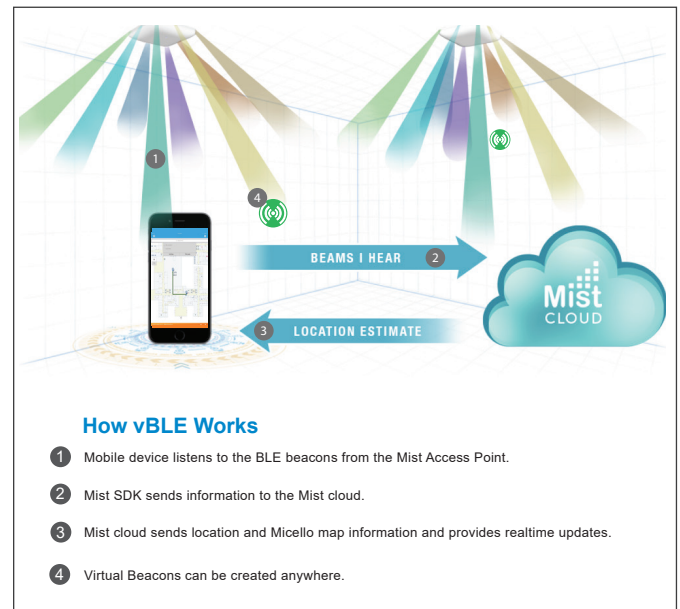 1
4
BEAMS I HEAR 2
Mist
CLOUD
3 LOCATION ESTIMATE
How vBLE Works
1 Mobile device listens to the BLE beacons from the Mist Access Point.
2 Mist SDK sends information to the Mist cloud.
3 Mist cloud sends location and Micello map information and provides realtime updates.
4 Virtual Beacons can be created anywhere.